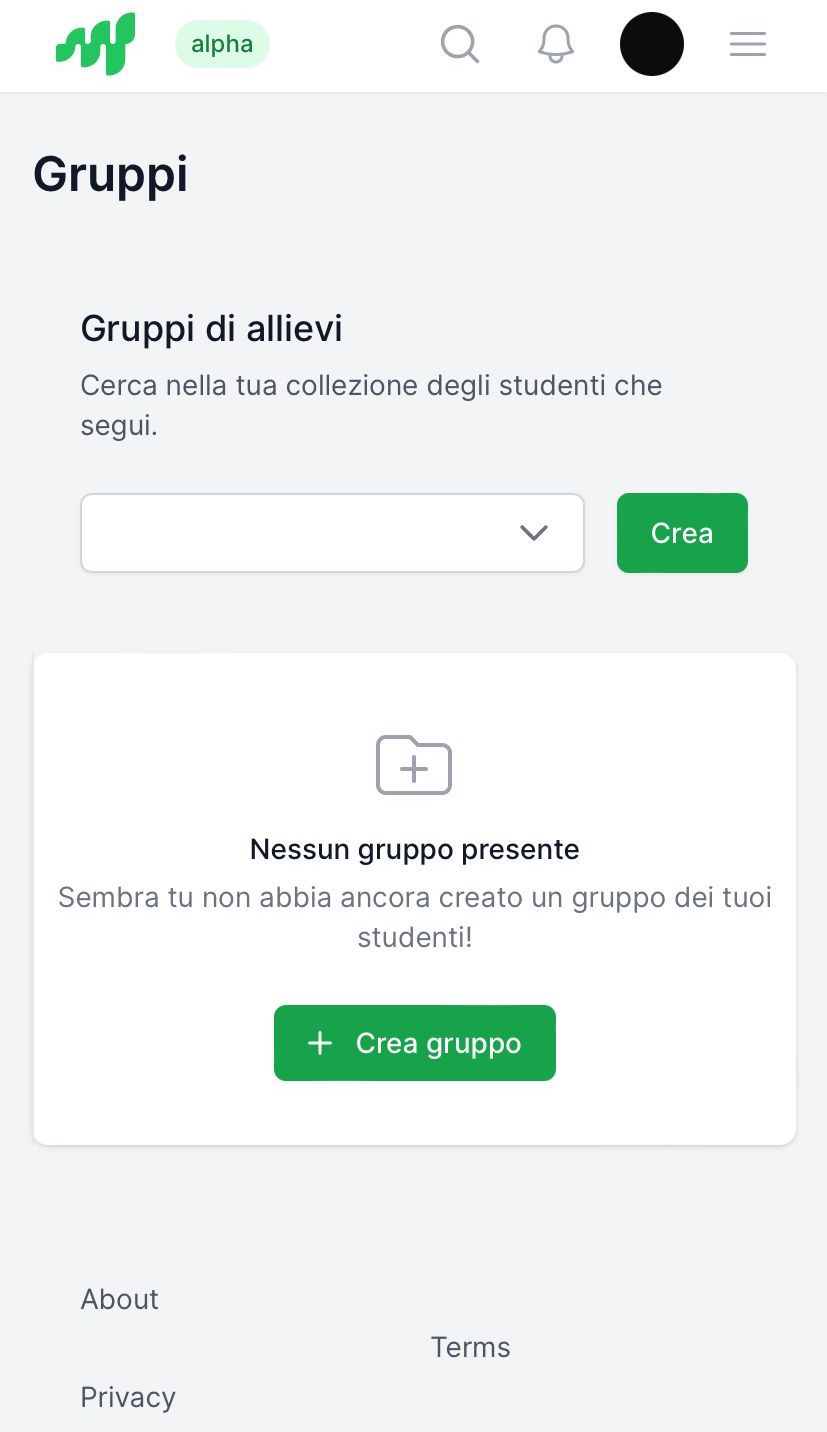 alpha
Gruppi
Gruppi di allievi
Cerca nella tua collezione degli studenti che
segui.
Crea
Nessun gruppo presente
Sembra tu non abbia ancora creato un gruppo dei tuoi
studenti!
Crea gruppo
About
Terms
Privacy